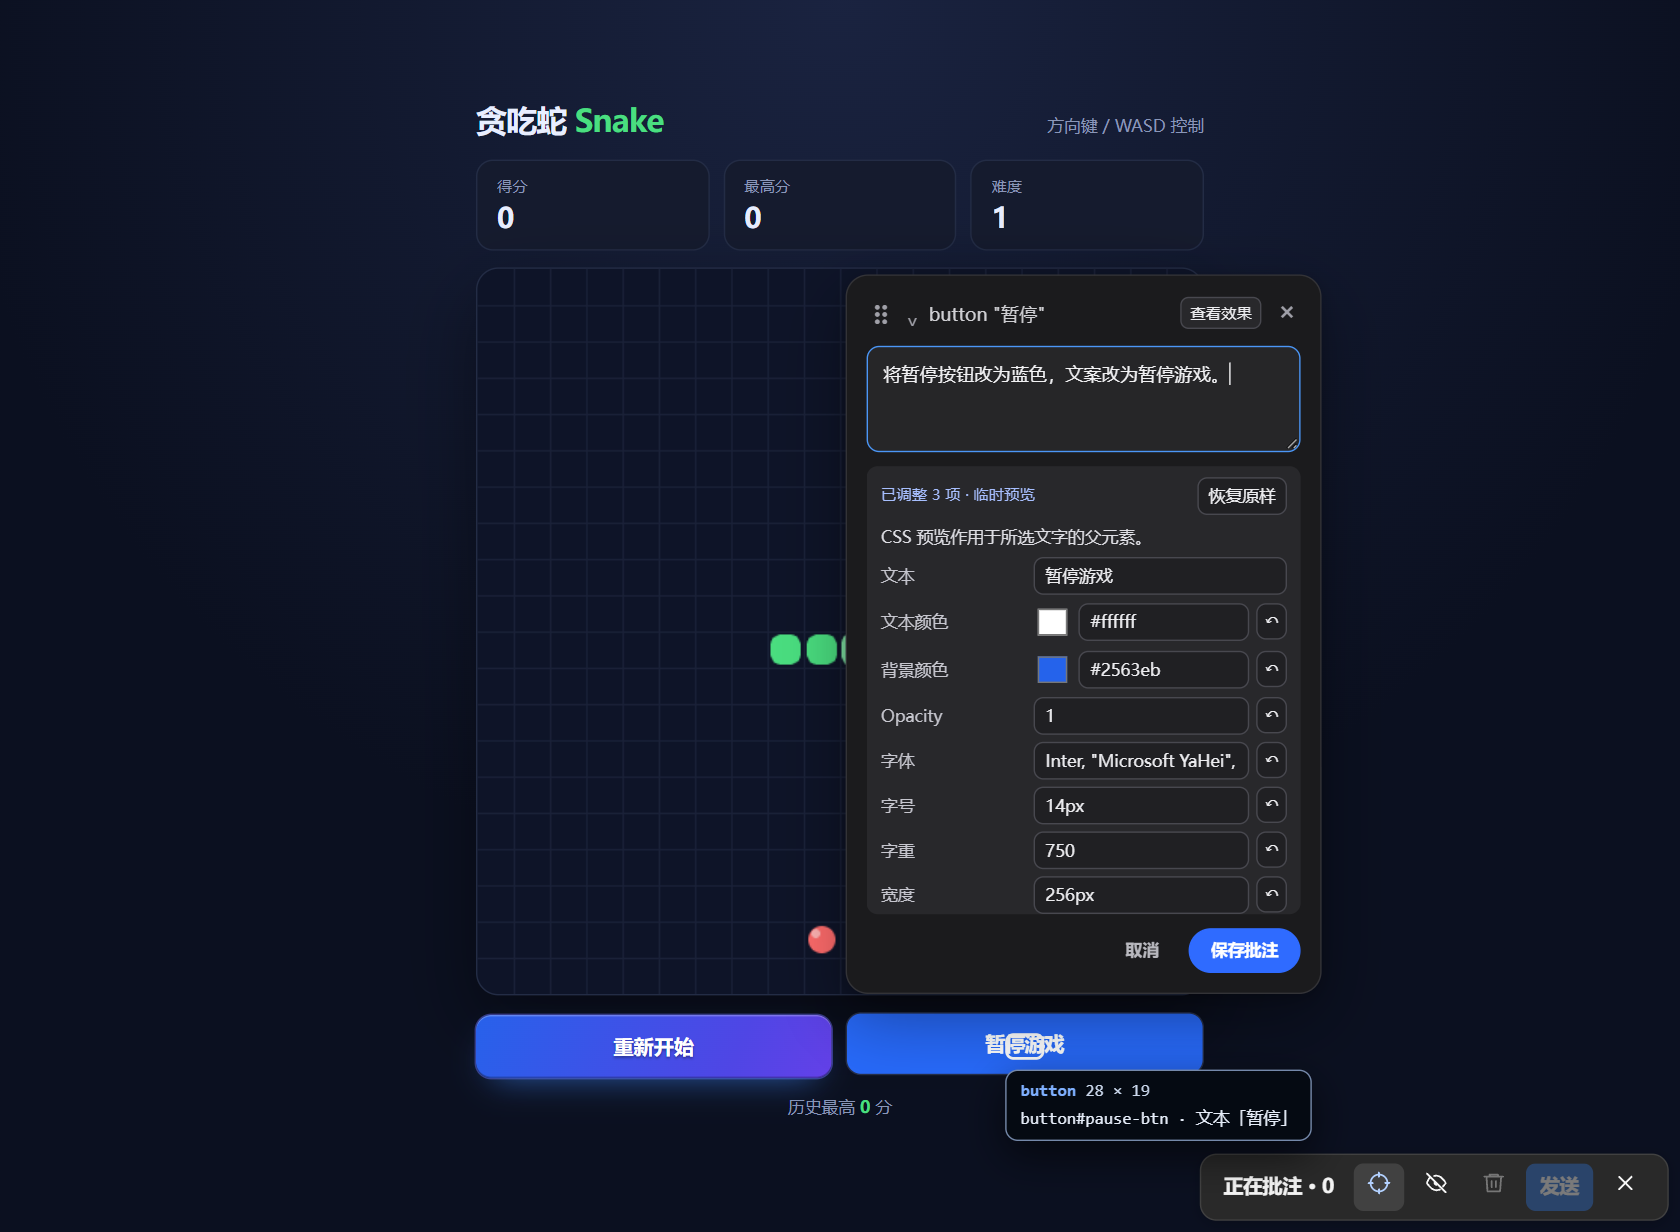 贪吃蛇 Snake
方向键 / WASD 控制
得分
0
最高分
0
难度
1
button "暂停"
查看效果
将暂停按钮改为蓝色，文案改为暂停游戏。
已调整 3 项 · 临时预览
恢复原样
CSS 预览作用于所选文字的父元素。
文本
暂停游戏
文本颜色
#ffffff
背景颜色
#2563eb
Opacity
1
字体
Inter, "Microsoft YaHei",
字号
14px
字重
750
宽度
256px
取消
保存批注
重新开始
暂停游戏
button 28 × 19
button#pause-btn · 文本「暂停」
历史最高 0 分
正在批注 • 0
发送